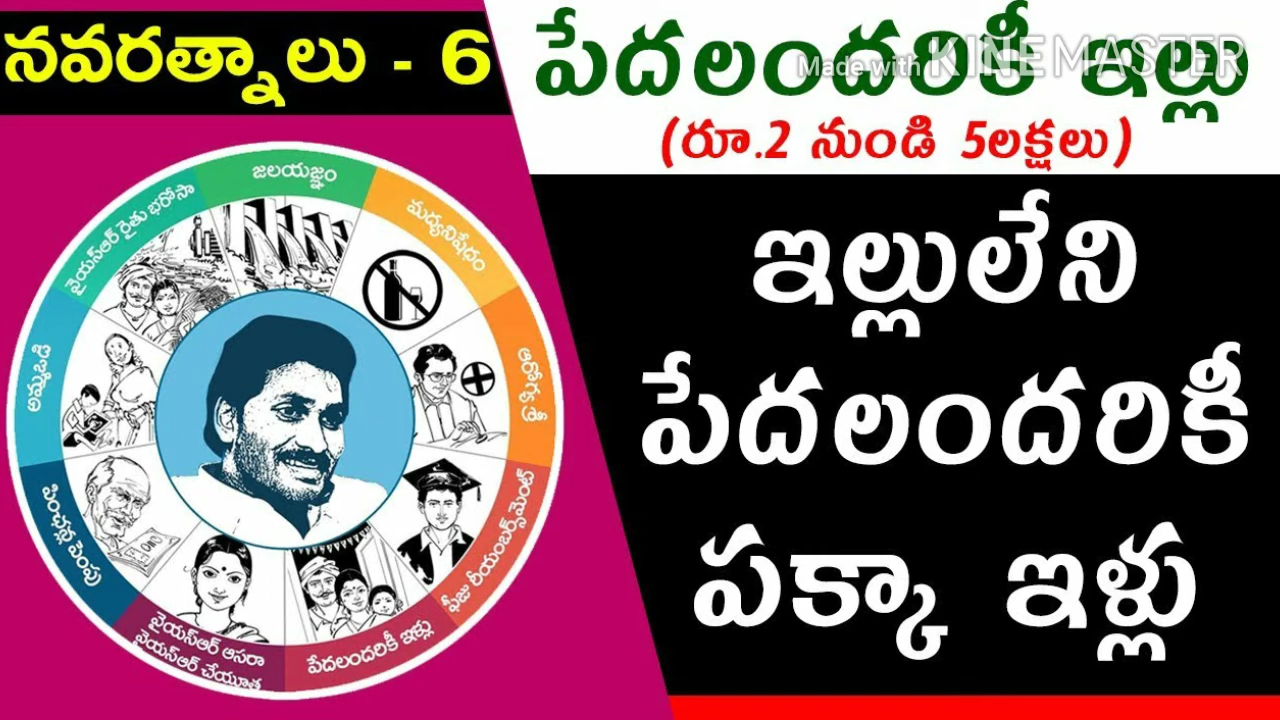 నవరత్నాలు - 6
పేదలందరికీ ఇల్లు
Made with KINEMASTER
(రూ.2 నుండి 5లక్షలు)
ఇల్లులేని
పేదలందరికీ
పక్కా ఇళ్లు
జలయజ్ఞం
మద్యనిషేధం
ఆరోగ్యశ్రీ
ఫీజు రీయంబర్స్‌మెంట్
పేదలందరికీ ఇళ్లు
వైయస్ఆర్ ఆసరా
వైయస్ఆర్ చేయూత
పింఛన్ల పెంపు
అమ్మఒడి
వైయస్ఆర్ రైతు భరోసా